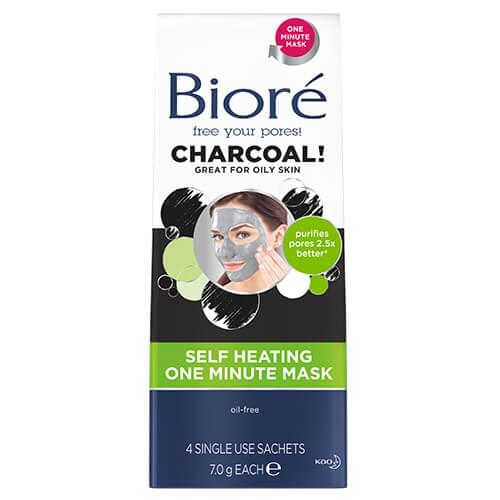 ONE
MINUTE
MASK
Bioré
free your pores!
CHARCOAL!
GREAT FOR OILY SKIN
purifies
pores 2.5x
better*
SELF HEATING
ONE MINUTE MASK
oil-free
4 SINGLE USE SACHETS
7.0 g EACH ℮
Kao